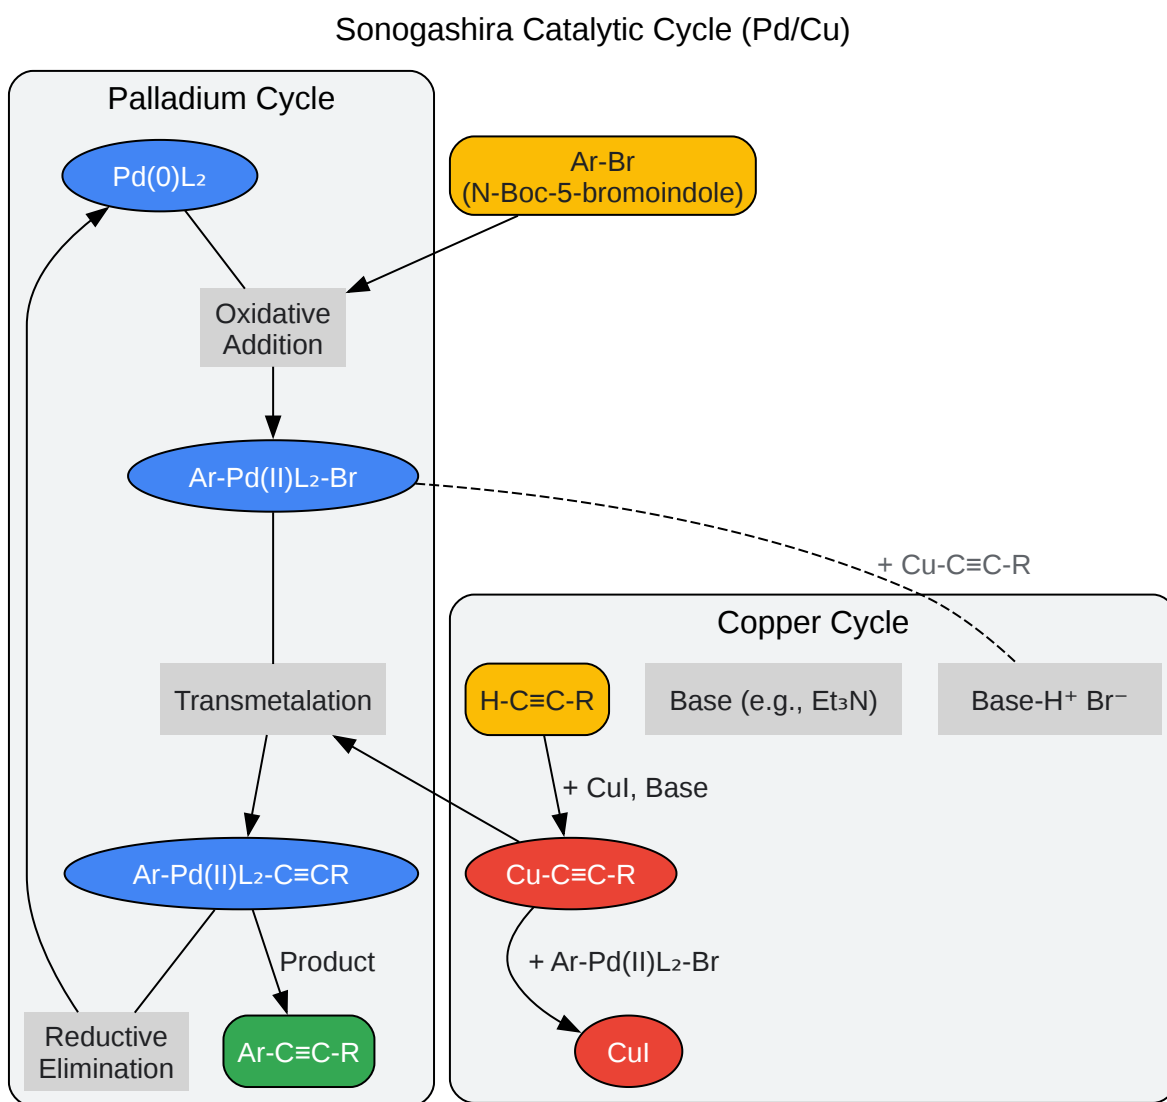 Sonogashira Catalytic Cycle (Pd/Cu)
Palladium Cycle
Pd(0)L₂
Ar-Br
(N-Boc-5-bromoindole)
Oxidative
Addition
Ar-Pd(II)L₂-Br
+ Cu-C≡C-R
Copper Cycle
Transmetalation
H-C≡C-R
Base (e.g., Et₃N)
Base-H⁺ Br⁻
+ CuI, Base
Ar-Pd(II)L₂-C≡CR
Cu-C≡C-R
Product
+ Ar-Pd(II)L₂-Br
Reductive
Elimination
Ar-C≡C-R
CuI